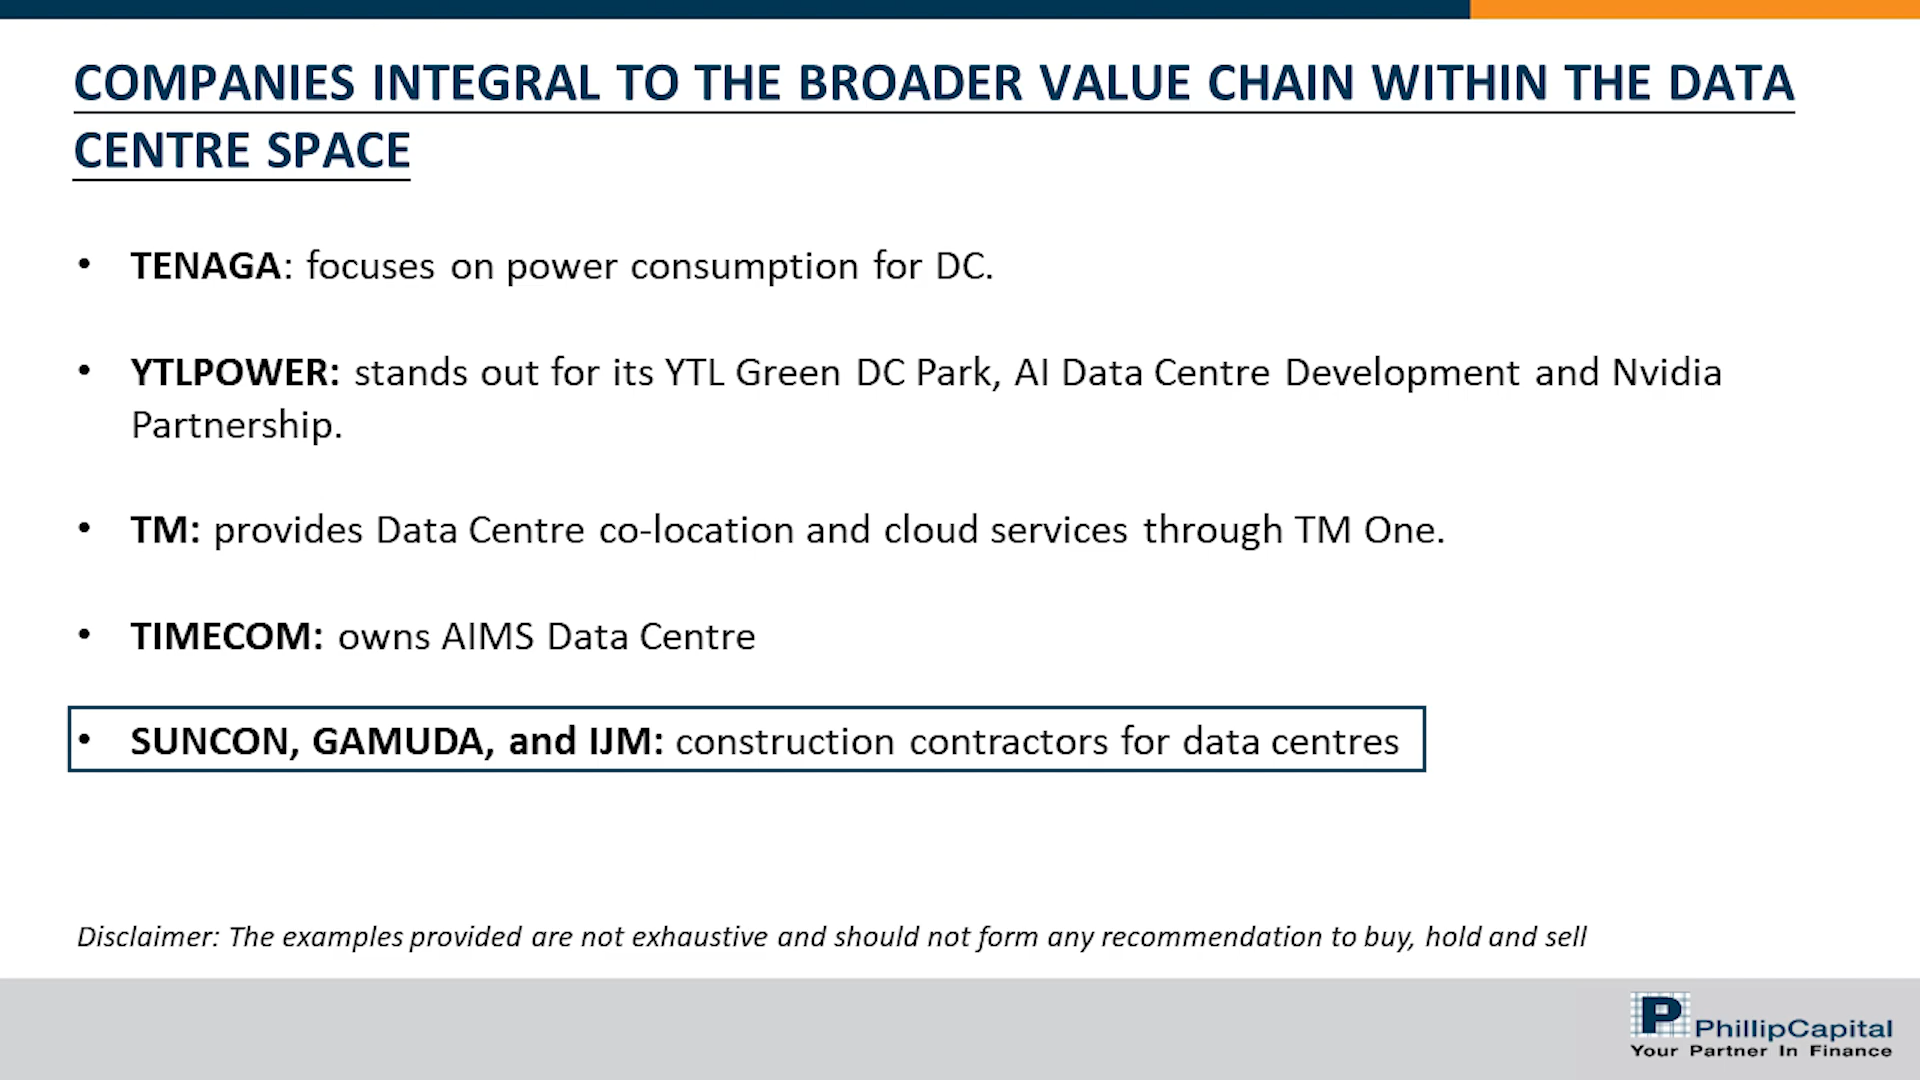 COMPANIES INTEGRAL TO THE BROADER VALUE CHAIN WITHIN THE DATA
CENTRE SPACE
• TENAGA: focuses on power consumption for DC.
• YTLPOWER: stands out for its YTL Green DC Park, AI Data Centre Development and Nvidia
Partnership.
• TM: provides Data Centre co-location and cloud services through TM One.
• TIMECOM: owns AIMS Data Centre
• SUNCON, GAMUDA, and IJM: construction contractors for data centres
Disclaimer: The examples provided are not exhaustive and should not form any recommendation to buy, hold and sell
P PhillipCapital
Your Partner In Finance